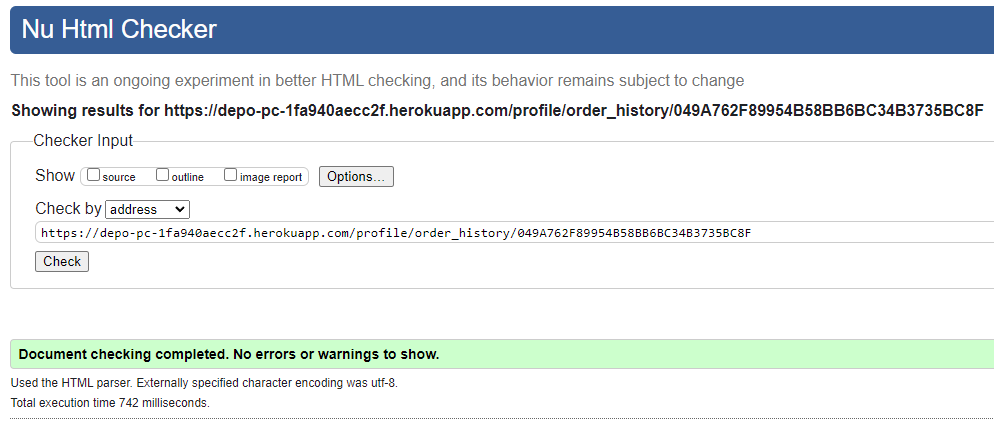 Nu Html Checker
This tool is an ongoing experiment in better HTML checking, and its behavior remains subject to change
Showing results for https://depo-pc-1fa940aecc2f.herokuapp.com/profile/order_history/049A762F89954B58BB6BC34B3735BC8F
Checker Input
Show source outline image report Options...
Check by address
https://depo-pc-1fa940aecc2f.herokuapp.com/profile/order_history/049A762F89954B58BB6BC34B3735BC8F
Check
Document checking completed. No errors or warnings to show.
Used the HTML parser. Externally specified character encoding was utf-8.
Total execution time 742 milliseconds.